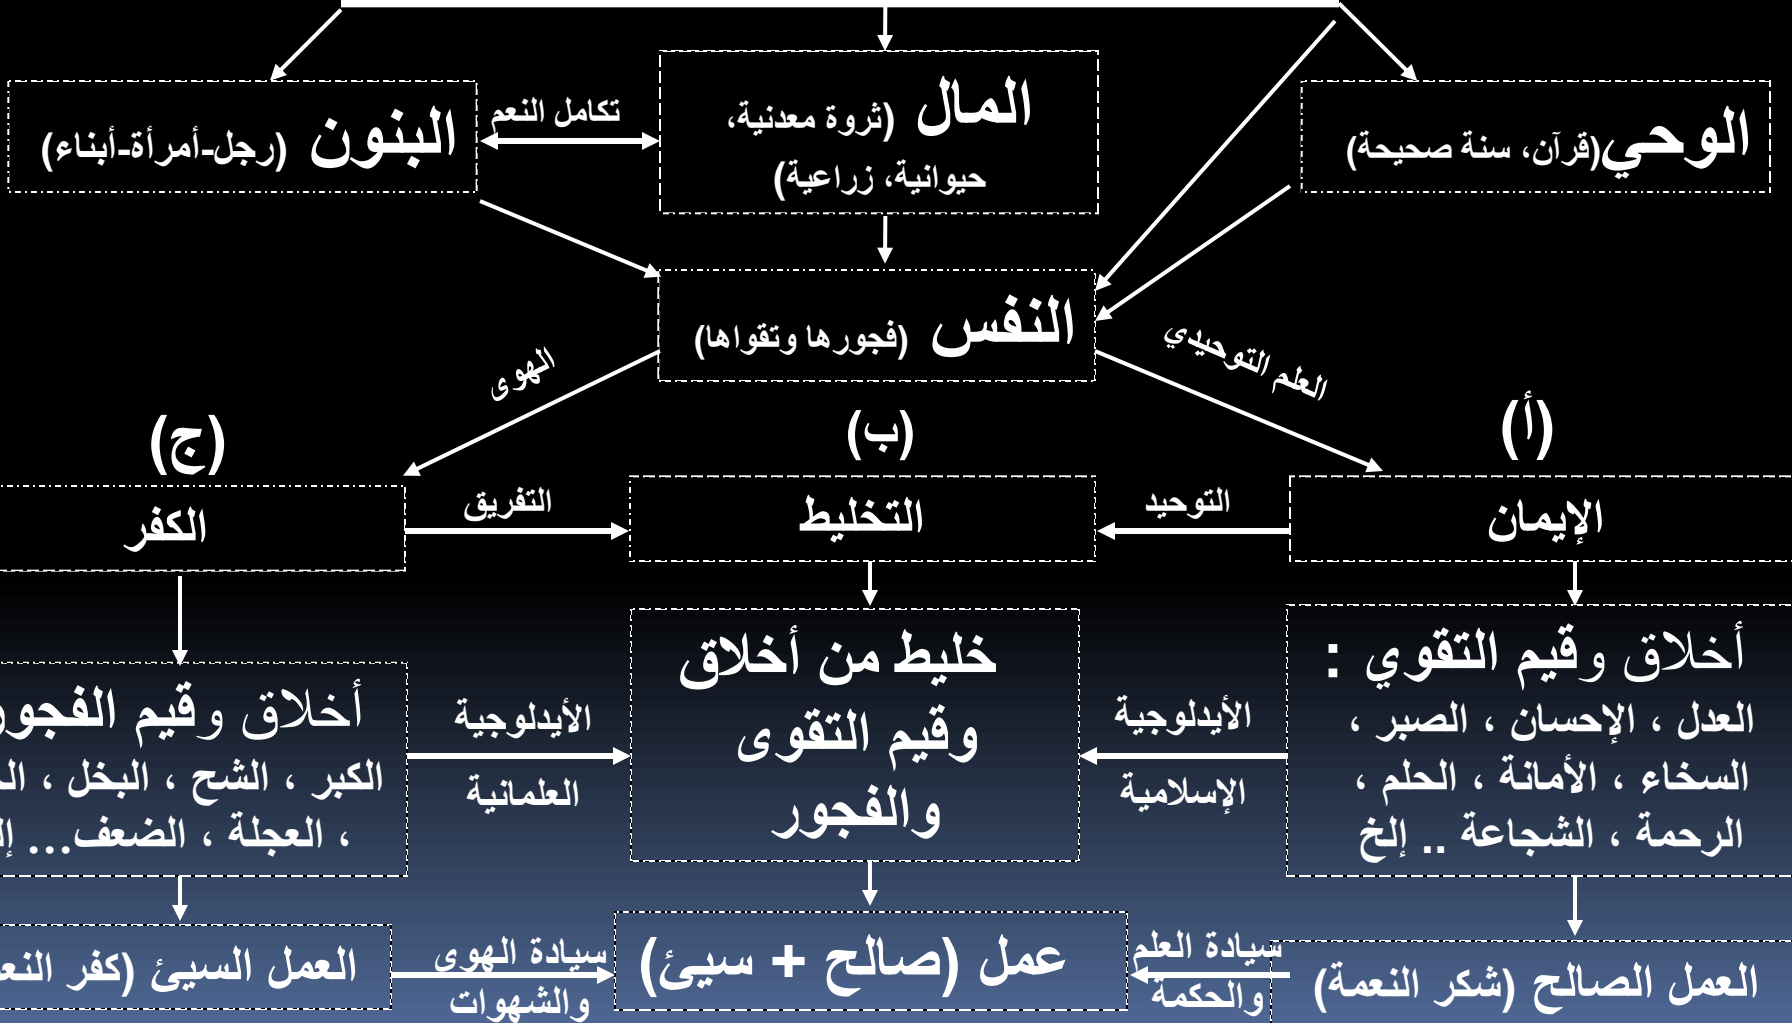 الوحي(قرآن، سنة صحيحة)
المال (ثروة معدنية،
حيوانية، زراعية)
تكامل النعم
البنون (رجل-أمرأة-أبناء)
النفس (فجورها وتقواها)
العلم التوحيدي
الهوى
(أ)
(ب)
(ج)
الإيمان
التوحيد
التخليط
التفريق
الكفر
أخلاق وقيم التقوي :
العدل ، الإحسان ، الصبر ،
السخاء ، الأمانة ، الحلم ،
الرحمة ، الشجاعة .. إلخ
الأيدلوجية
الإسلامية
خليط من أخلاق
وقيم التقوى
والفجور
الأيدلوجية
العلمانية
أخلاق وقيم الفجور
الكبر ، الشح ، البخل ،
، العجلة ، الضعف...
العمل الصالح (شكر النعمة)
سيادة العلم
والحكمة
عمل (صالح + سيئ)
سيادة الهوى
والشهوات
العمل السيئ (كفر